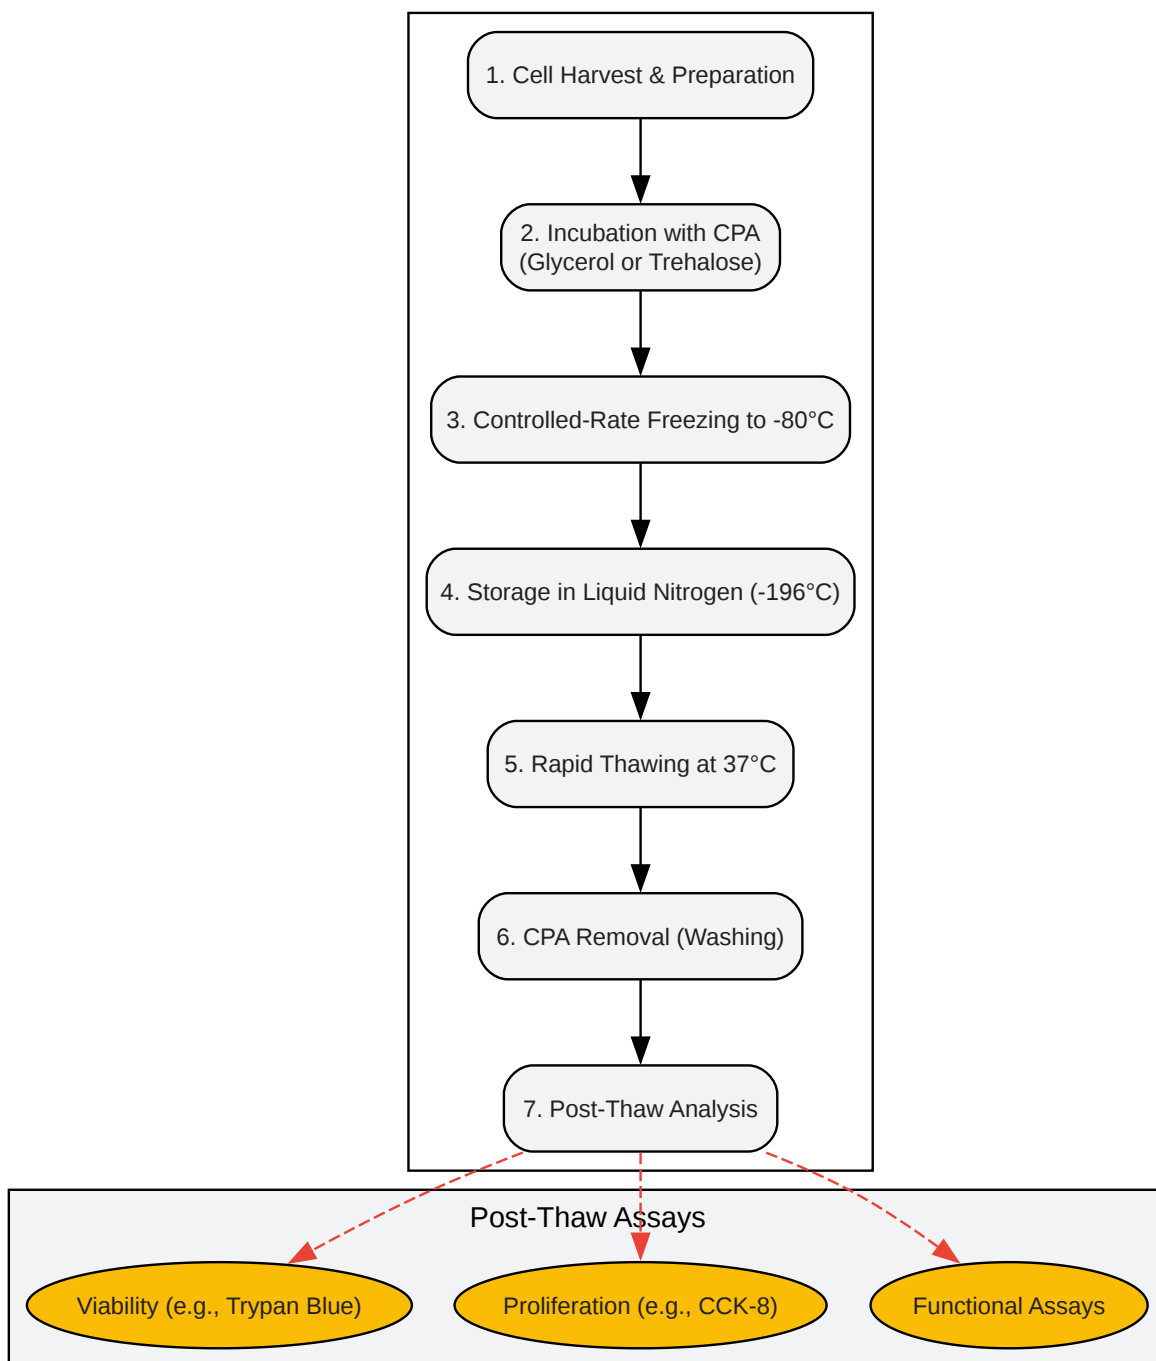 1. Cell Harvest & Preparation
2. Incubation with CPA
(Glycerol or Trehalose)
3. Controlled-Rate Freezing to -80°C
4. Storage in Liquid Nitrogen (-196°C)
5. Rapid Thawing at 37°C
6. CPA Removal (Washing)
7. Post-Thaw Analysis
Post-Thaw Assays
Viability (e.g., Trypan Blue)
Proliferation (e.g., CCK-8)
Functional Assays